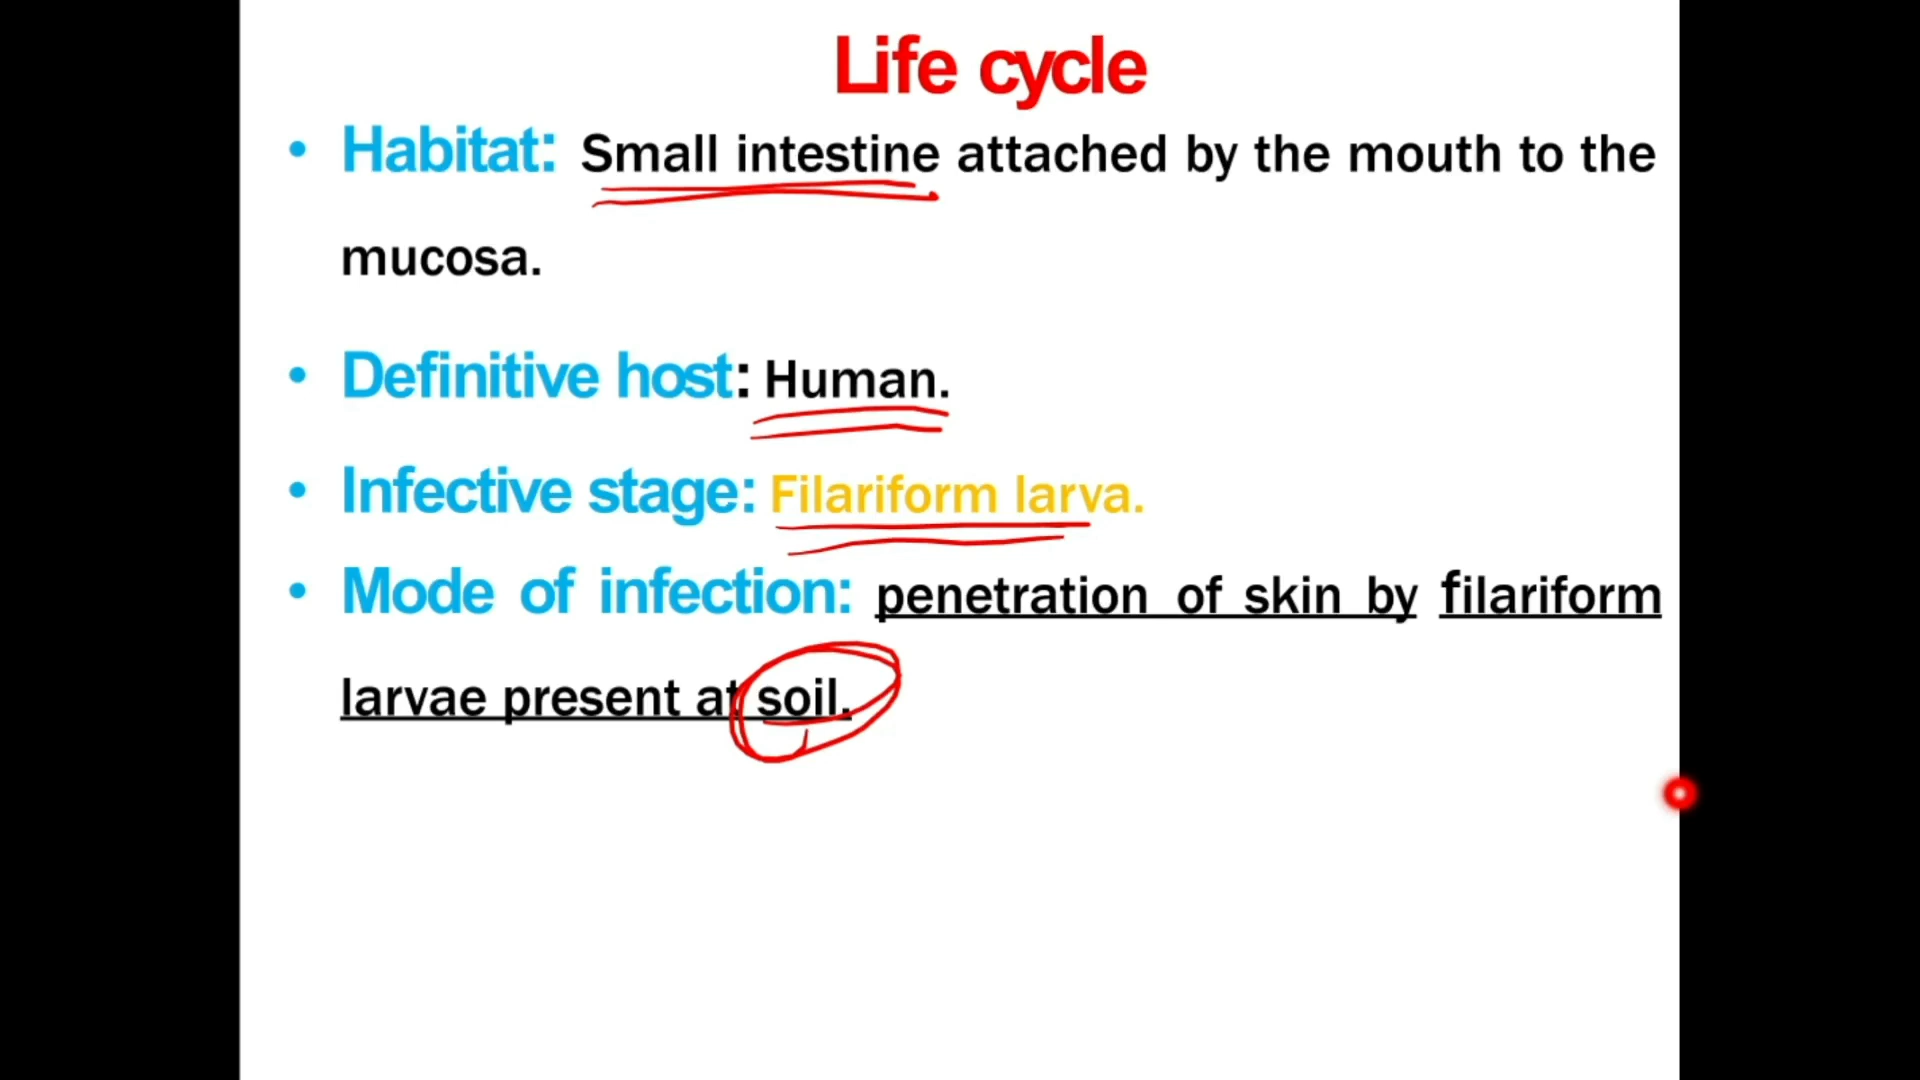 Life cycle
• Habitat: Small intestine attached by the mouth to the
mucosa.
• Definitive host: Human.
• Infective stage: Filariform larva.
• Mode of infection: penetration of skin by filariform
larvae present at soil.